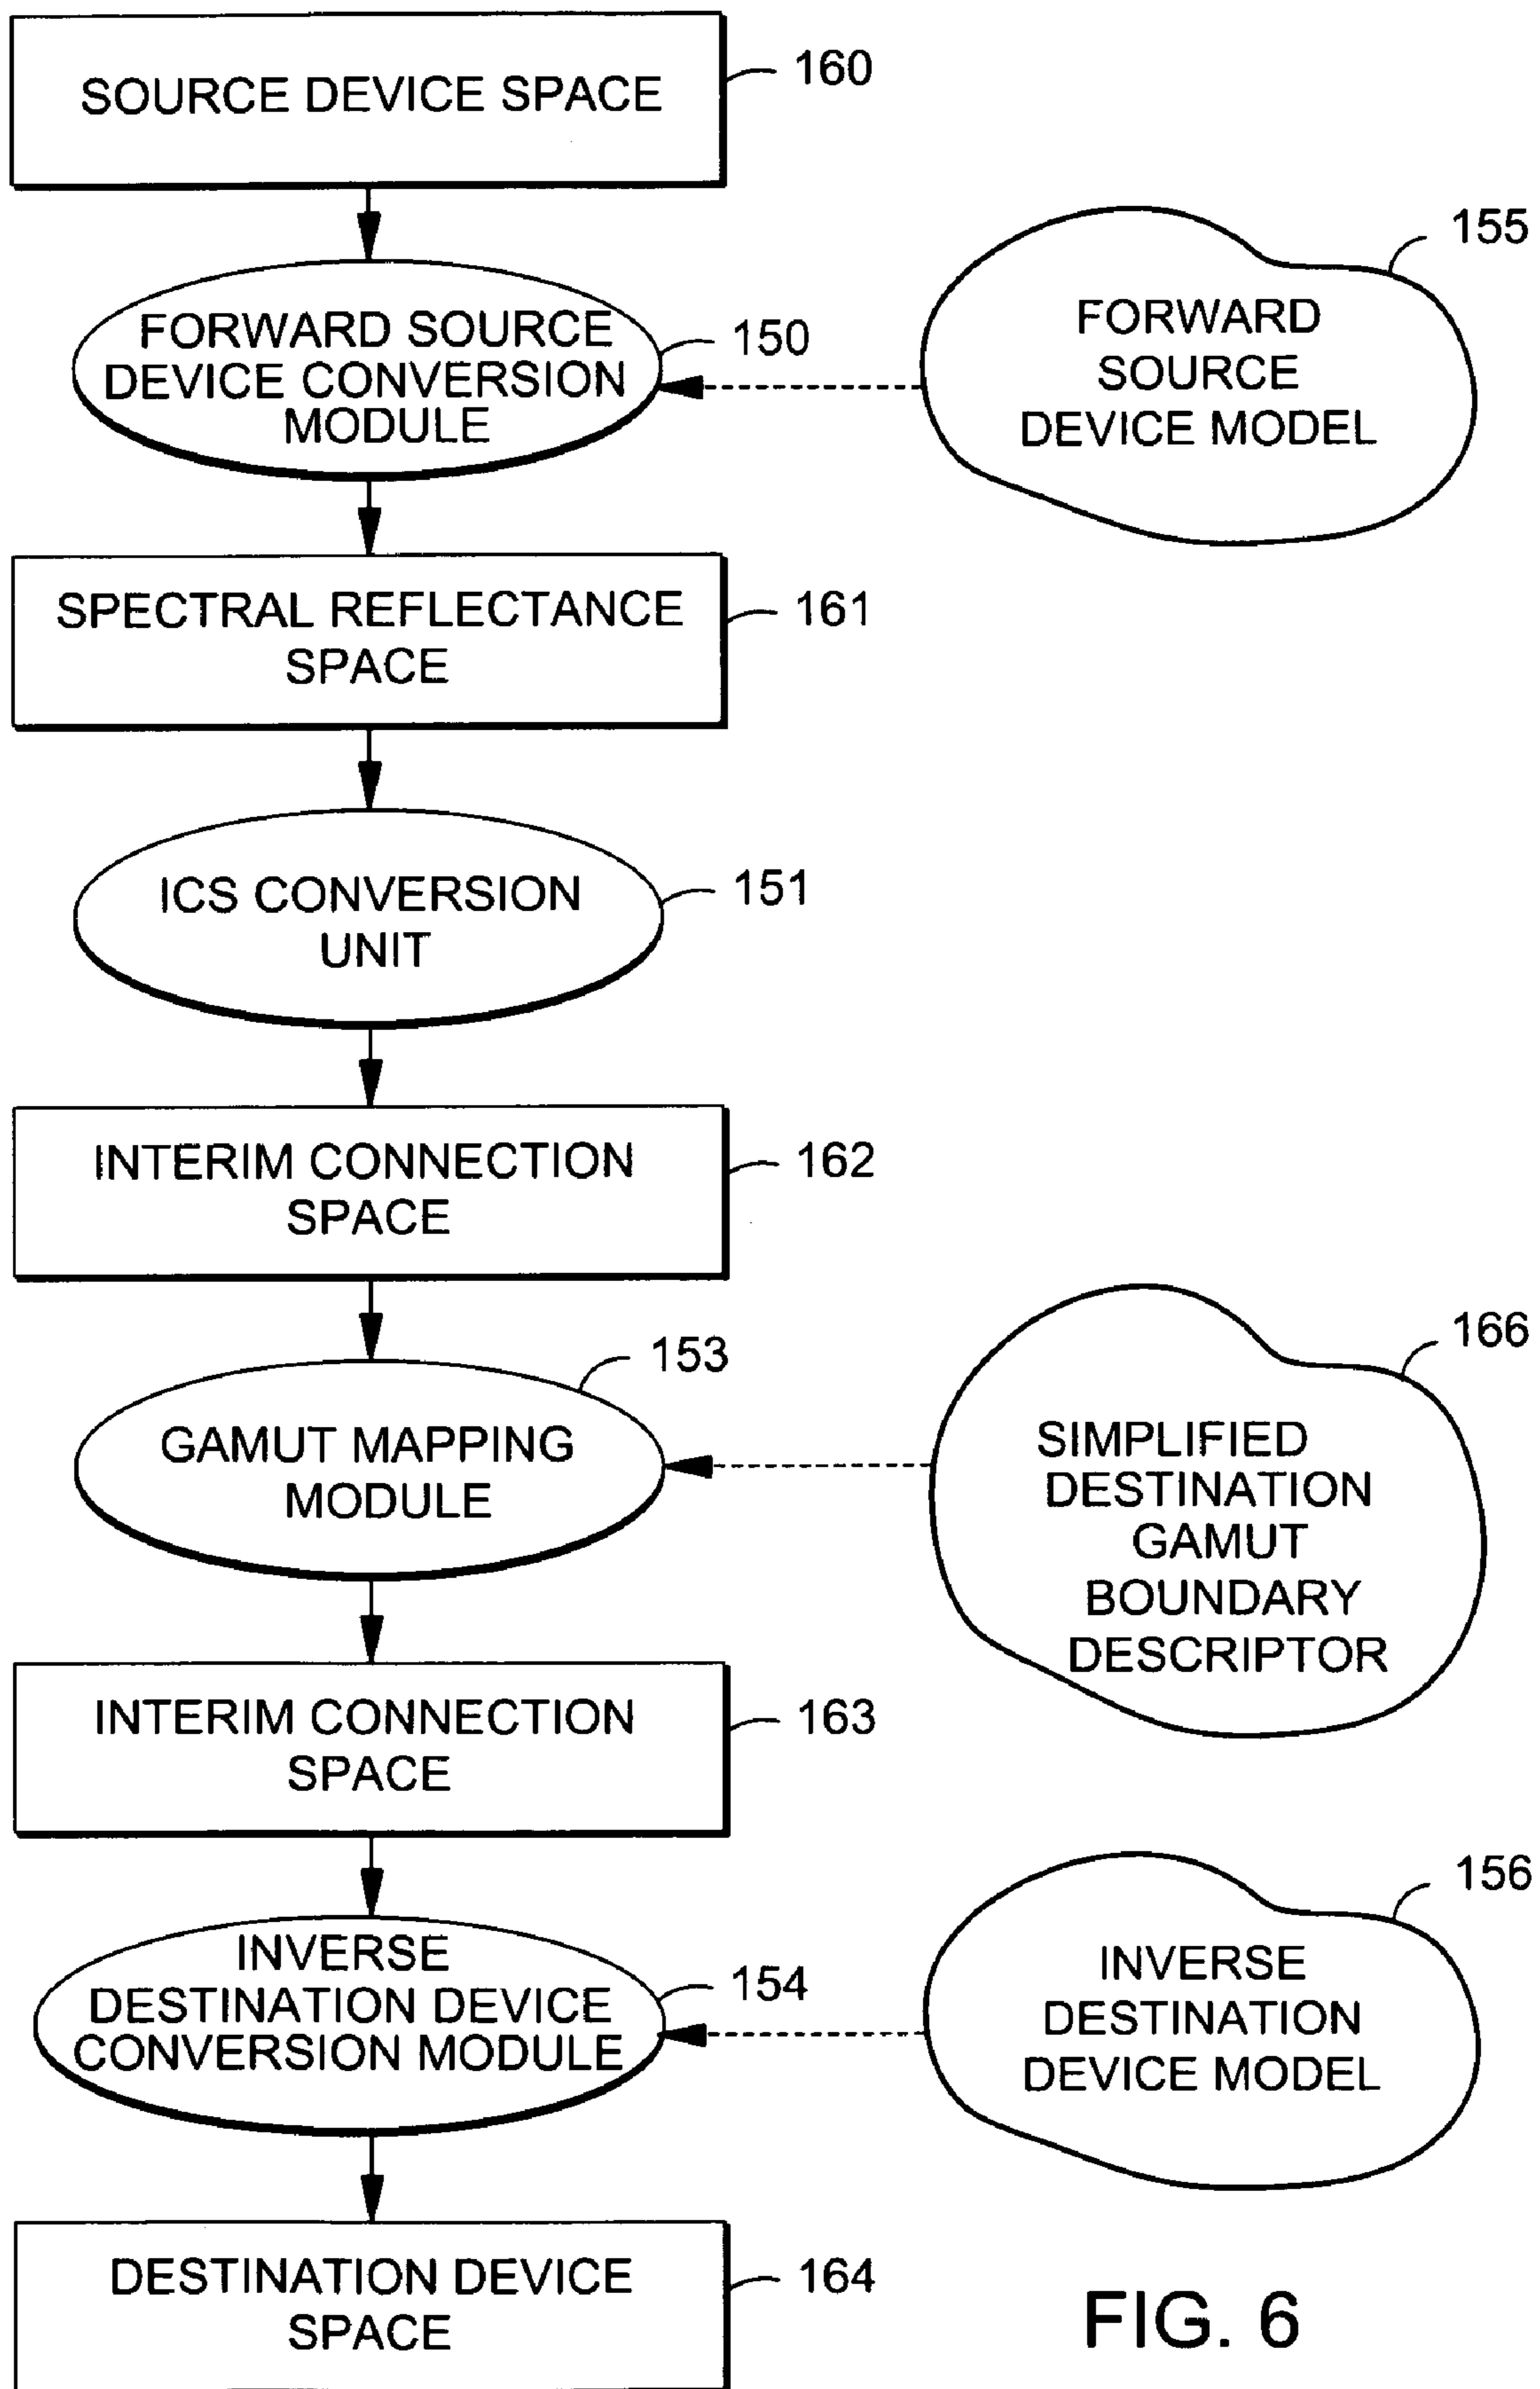 SOURCE DEVICE SPACE
160
FORWARD SOURCE
DEVICE CONVERSION
MODULE
150
155
FORWARD
SOURCE
DEVICE MODEL
SPECTRAL REFLECTANCE
SPACE
161
ICS CONVERSION
UNIT
151
INTERIM CONNECTION
SPACE
162
GAMUT MAPPING
MODULE
153
166
SIMPLIFIED
DESTINATION
GAMUT
BOUNDARY
DESCRIPTOR
INTERIM CONNECTION
SPACE
163
INVERSE
DESTINATION DEVICE
CONVERSION MODULE
154
156
INVERSE
DESTINATION
DEVICE MODEL
DESTINATION DEVICE
SPACE
164
FIG. 6